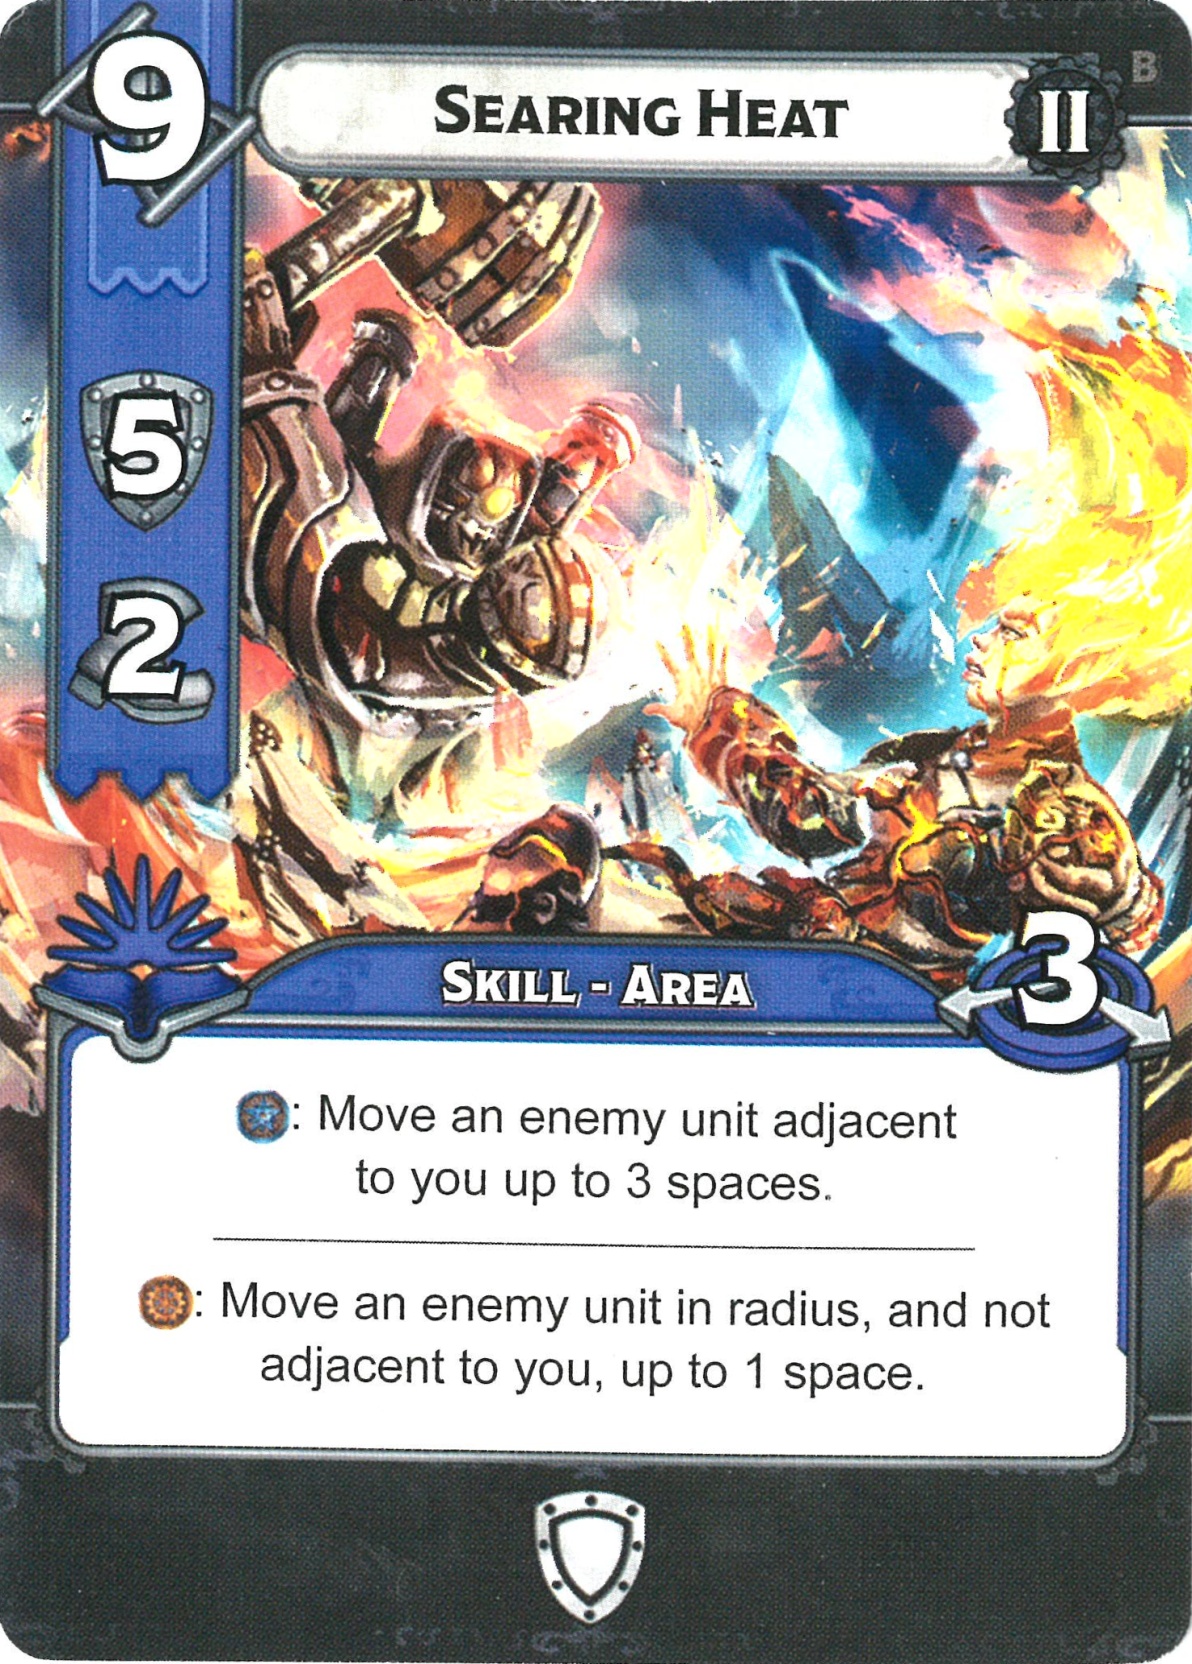 9
SEARING HEAT
II
B
5
2
SKILL - AREA
3
: Move an enemy unit adjacent
to you up to 3 spaces.
: Move an enemy unit in radius, and not
adjacent to you, up to 1 space.